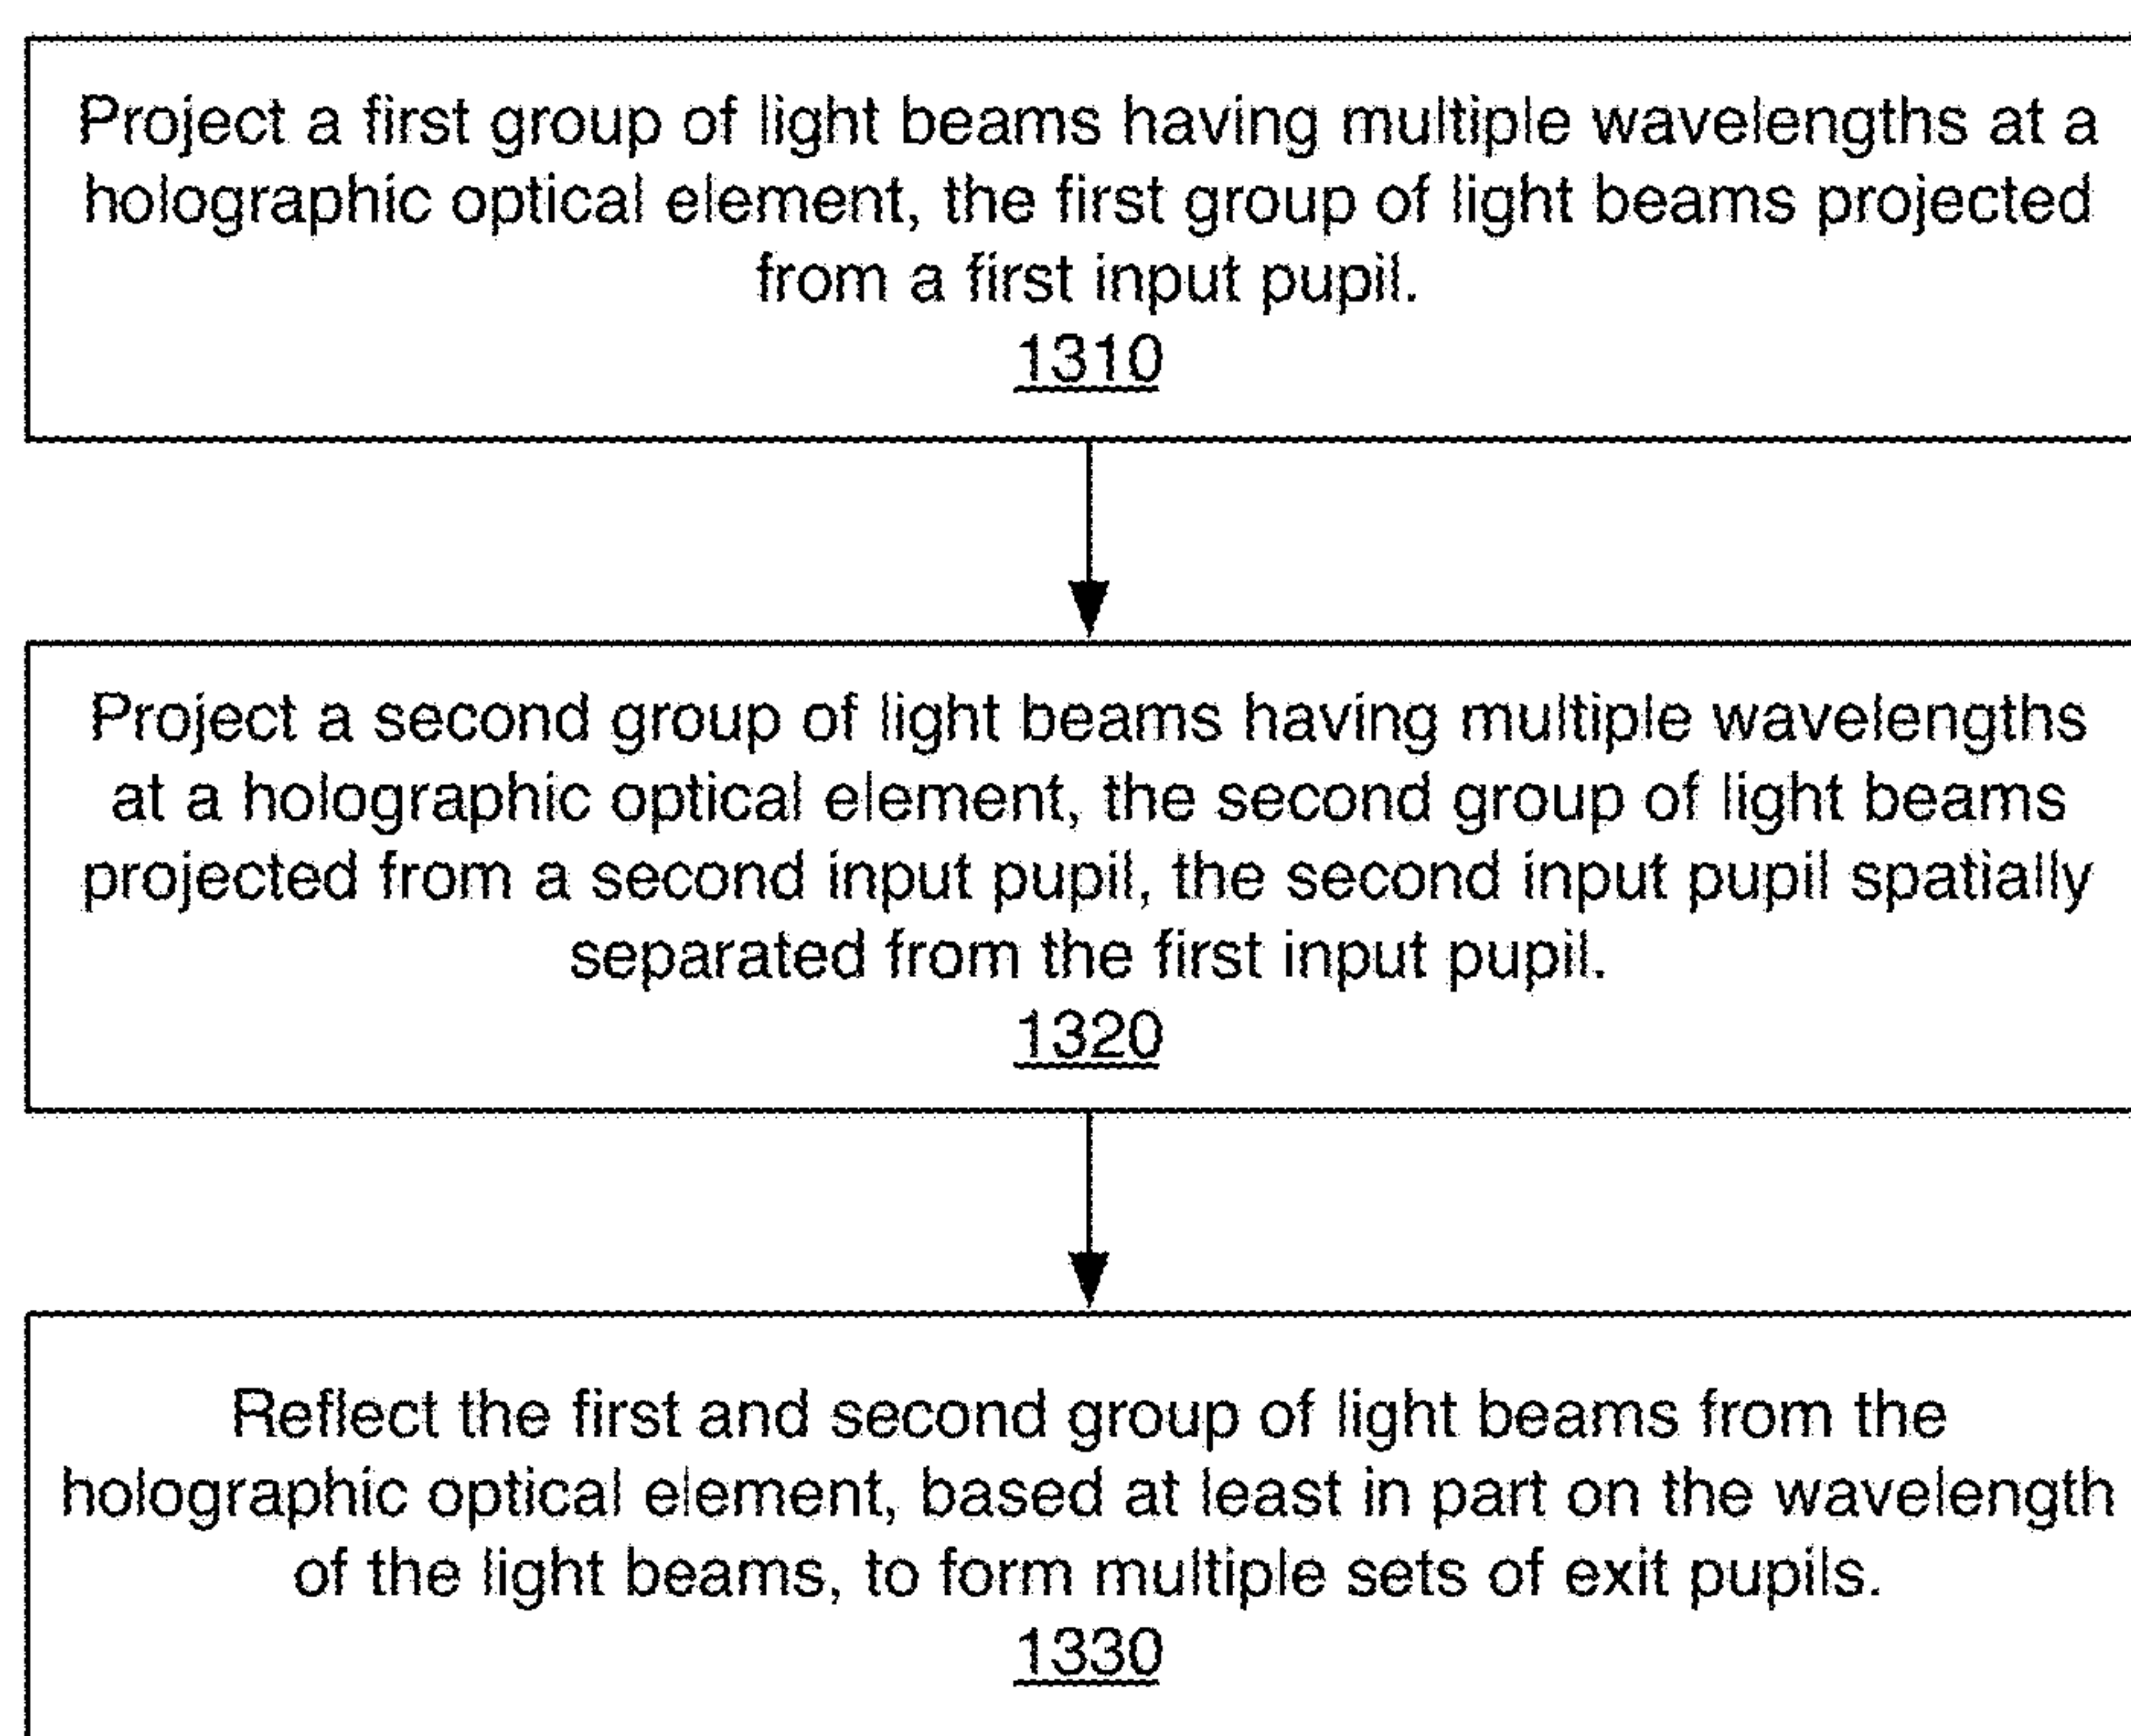 Project a first group of light beams having multiple wavelengths at a
holographic optical element, the first group of light beams projected
from a first input pupil.
1310
Project a second group of light beams having multiple wavelengths
at a holographic optical element, the second group of light beams
projected from a second input pupil, the second input pupil spatially
separated from the first input pupil.
1320
Reflect the first and second group of light beams from the
holographic optical element, based at least in part on the wavelength
of the light beams, to form multiple sets of exit pupils.
1330